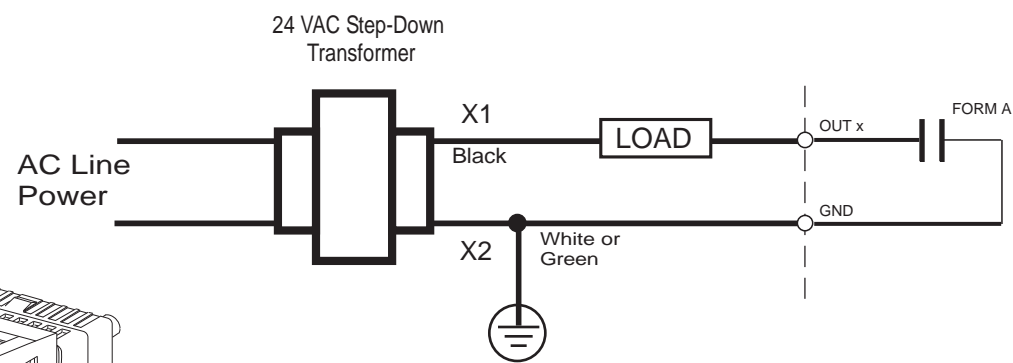 24 VAC Step-Down
Transformer
X1
FORM A
OUT x
LOAD
Black
AC Line
Power
GND
White or
Green
X2